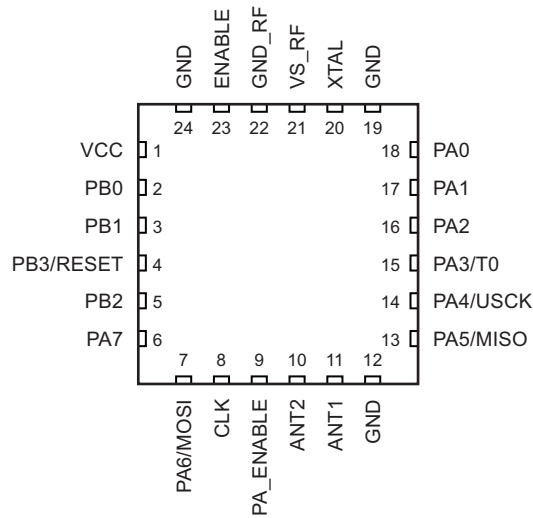 GND ENABLE GND_RF VS_RF XTAL GND
24 23 22 21 20 19
VCC 1 18 PA0
PB0 2 17 PA1
PB1 3 16 PA2
PB3/RESET 4 15 PA3/T0
PB2 5 14 PA4/USCK
PA7 6 13 PA5/MISO
7 8 9 10 11 12
PA6/MOSI CLK PA_ENABLE ANT2 ANT1 GND